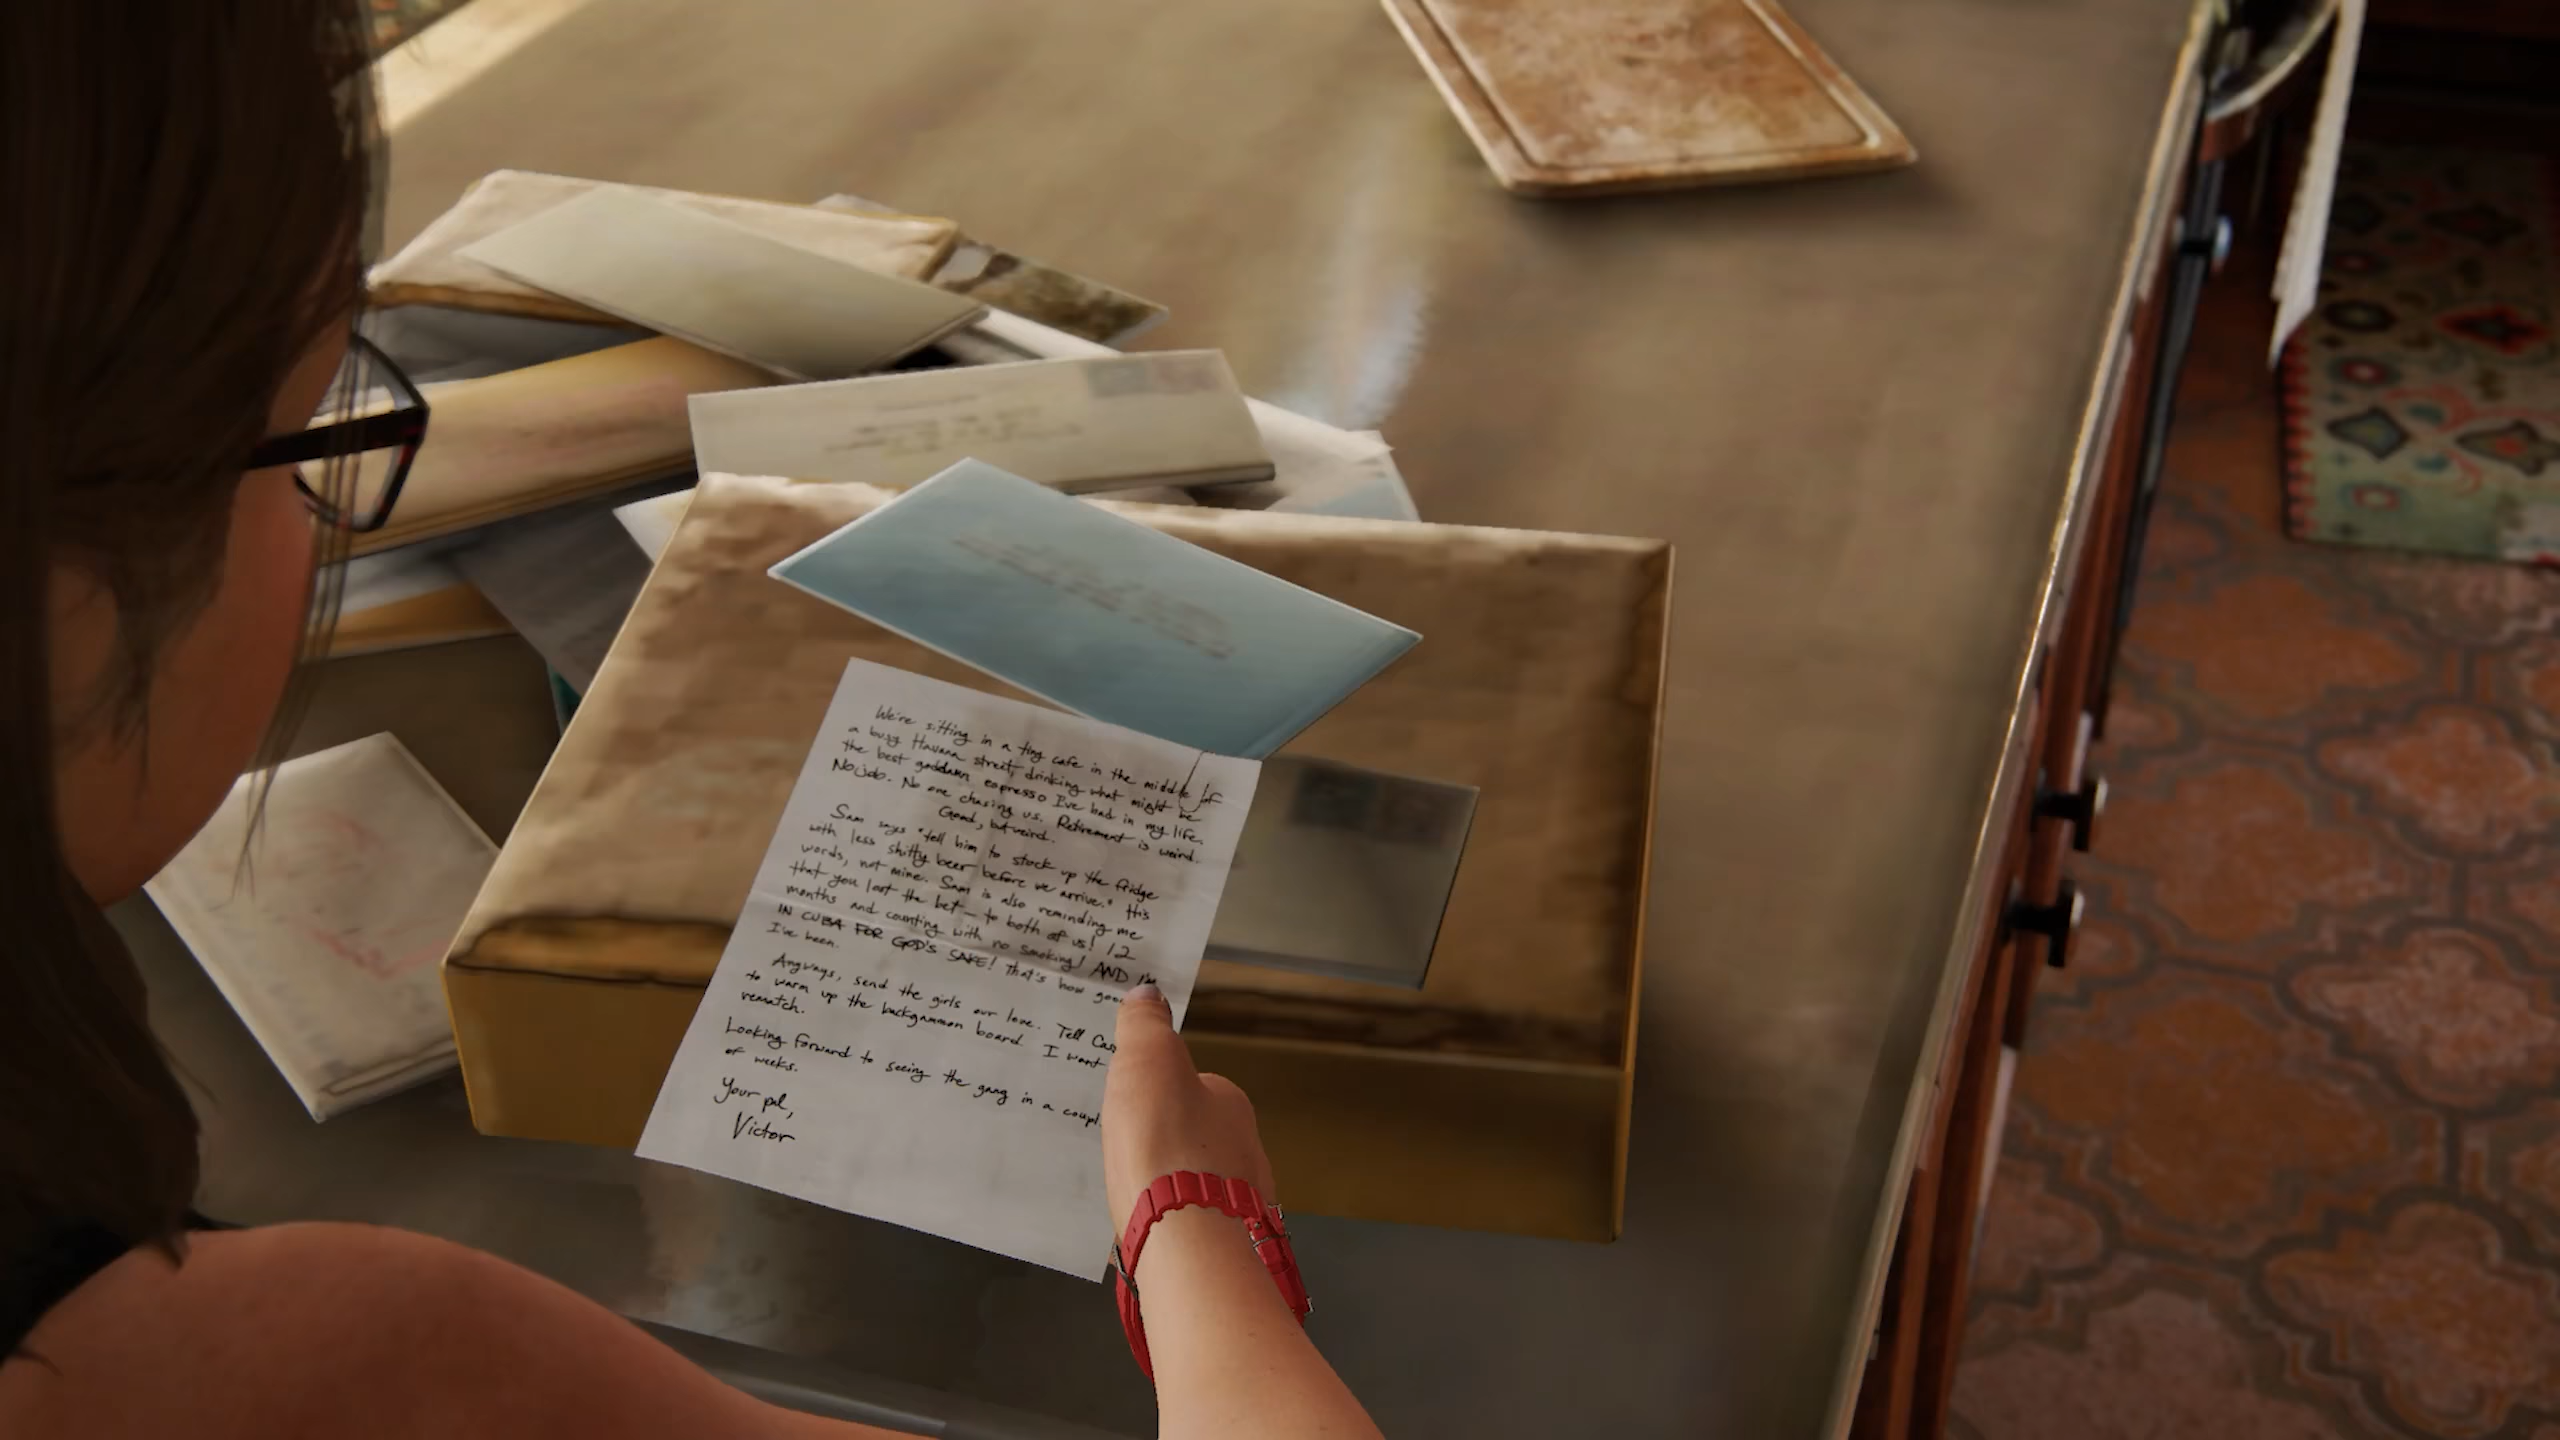 We're sitting in a tiny cafe in the middle of
a busy Havana street, drinking what might be
the best goddamn espresso I've had in my life.
No job. No one chasing us. Retirement is weird.
Good, but weird.
Sam says "tell him to stock up the fridge
with less shitty beer before we arrive." His
words, not mine. Sam is also reminding me
that you lost the bet — to both of us! 12
months and counting with no smoking! AND I'm
IN CUBA FOR GOD'S SAKE! That's how good
I've been.
Anyways, send the girls our love. Tell Cass
to warm up the backgammon board. I want
rematch.
Looking forward to seeing the gang in a coupl
of weeks.
Your pal,
Victor